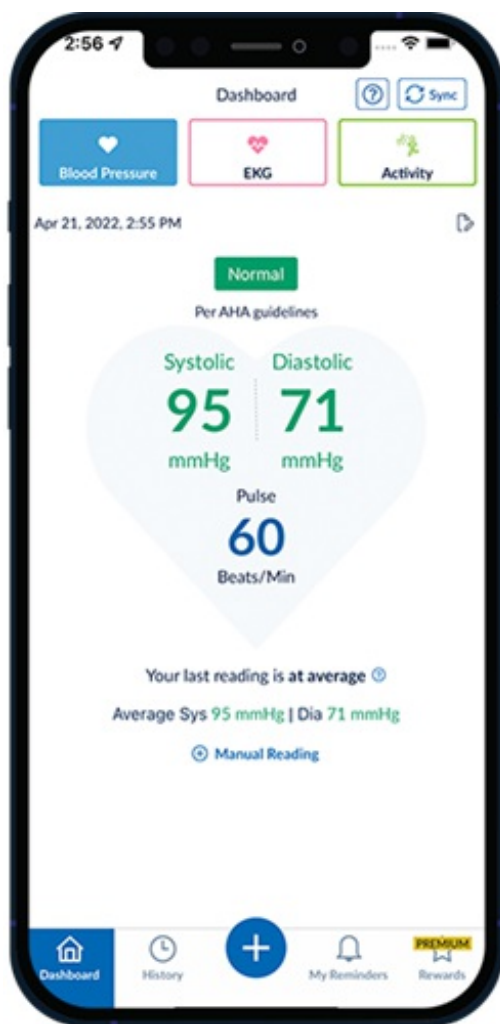 2:56
Dashboard
Sync
Blood Pressure
EKG
Activity
Apr 21, 2022, 2:55 PM
Normal
Per AHA guidelines
Systolic Diastolic
95 71
mmHg mmHg
Pulse
60
Beats/Min
Your last reading is at average
Average Sys 95 mmHg | Dia 71 mmHg
Manual Reading
Dashboard
History
My Reminders
PREMIUM
Rewards